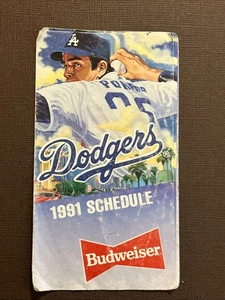 LA
Dodgers
1991 SCHEDULE
Budweiser